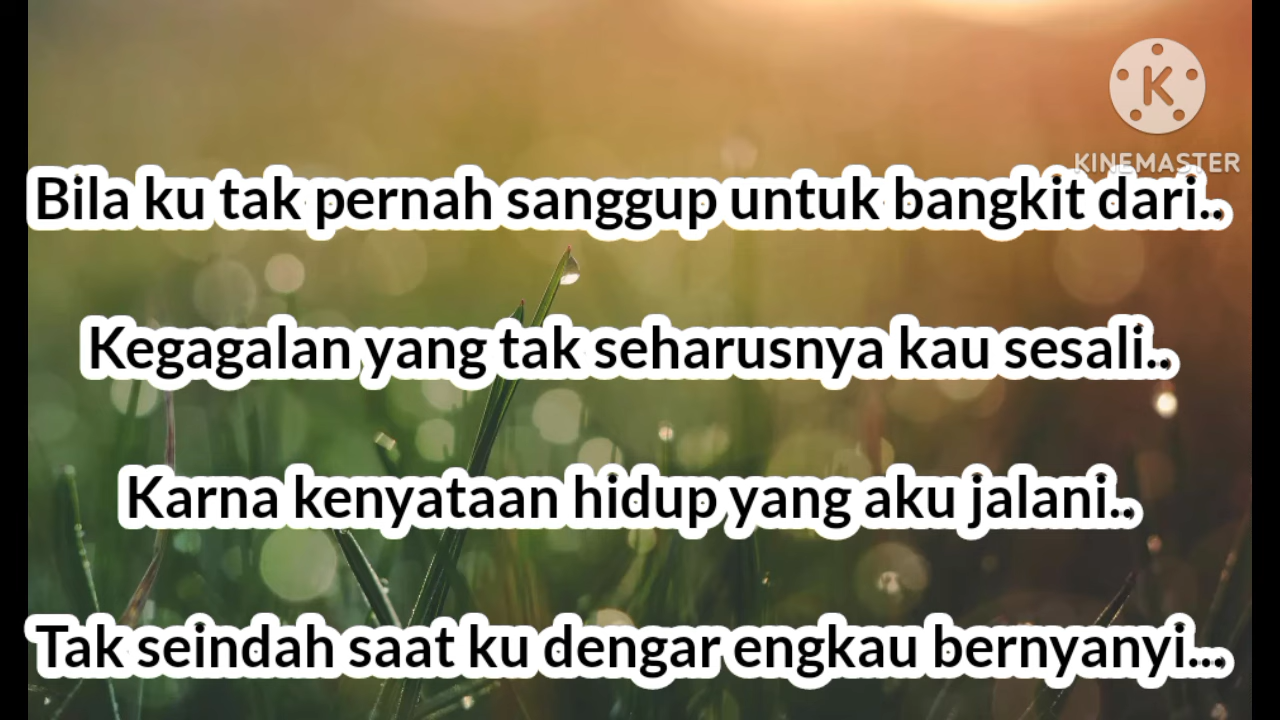 KINEMASTER
Bila ku tak pernah sanggup untuk bangkit dari..
Kegagalan yang tak seharusnya kau sesali..
Karna kenyataan hidup yang aku jalani..
Tak seindah saat ku dengar engkau bernyanyi...